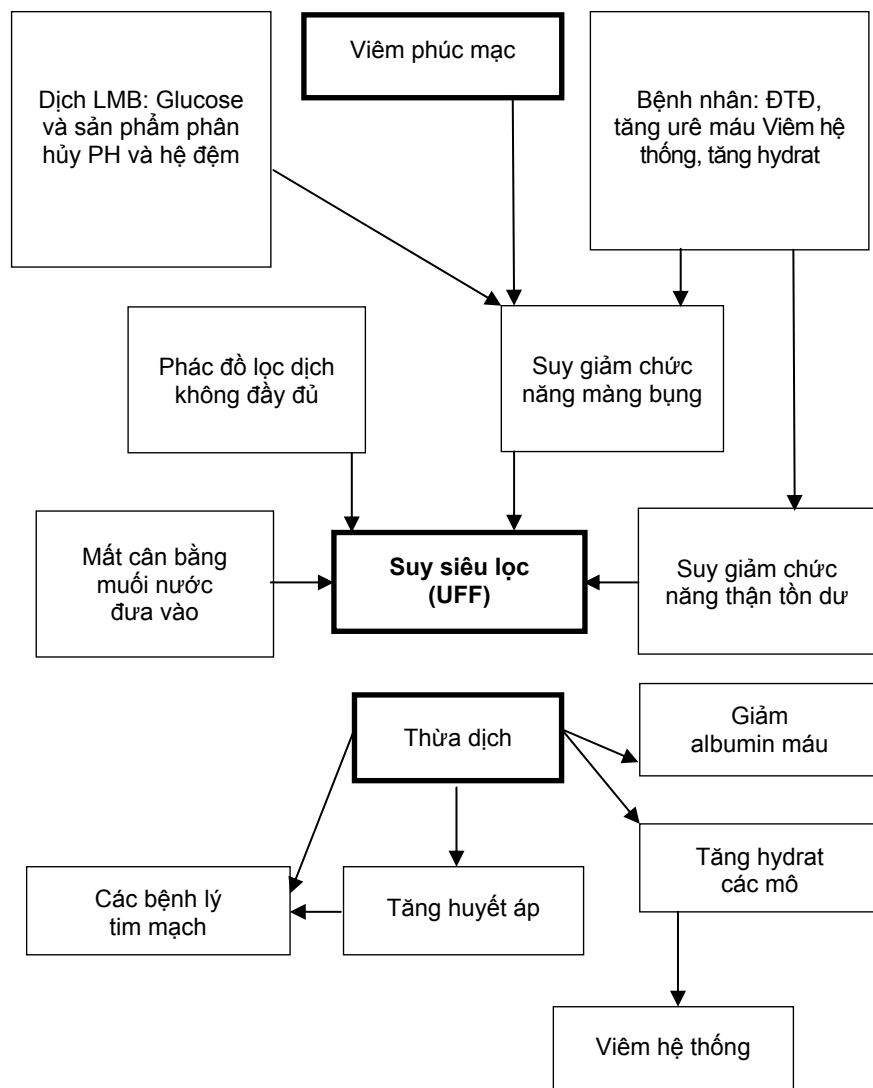 Viêm phúc mạc
Dịch LMB: Glucose
và sản phẩm phân
hủy PH và hệ đệm
Bệnh nhân: ĐTĐ,
tăng urê máu Viêm hệ
thống, tăng hydrat
Phác đồ lọc dịch
không đầy đủ
Suy giảm chức
năng màng bụng
Mất cân bằng
muối nước
đưa vào
Suy siêu lọc
(UFF)
Suy giảm chức
năng thận tồn dư
Thừa dịch
Giảm
albumin máu
Tăng hydrat
các mô
Các bệnh lý
tim mạch
Tăng huyết áp
Viêm hệ thống